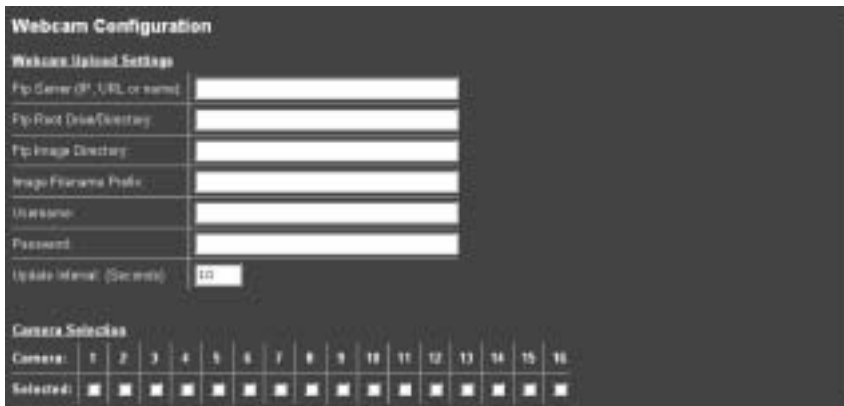 Webcam Configuration
Webcam Upload Settings
Ftp Server (IP, URL or name)
Ftp Root Drive/Directory:
Ftp Image Directory:
Image Filename Prefix:
Username:
Password:
Update Interval: (Seconds) 10
Camera Selection
Camera: 1 2 3 4 5 6 7 8 9 10 11 12 13 14 15 16
Selected: